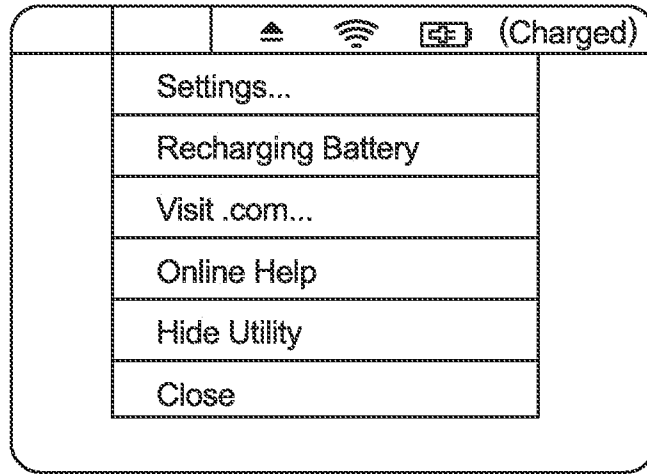 (Charged)
Settings...
Recharging Battery
Visit .com...
Online Help
Hide Utility
Close